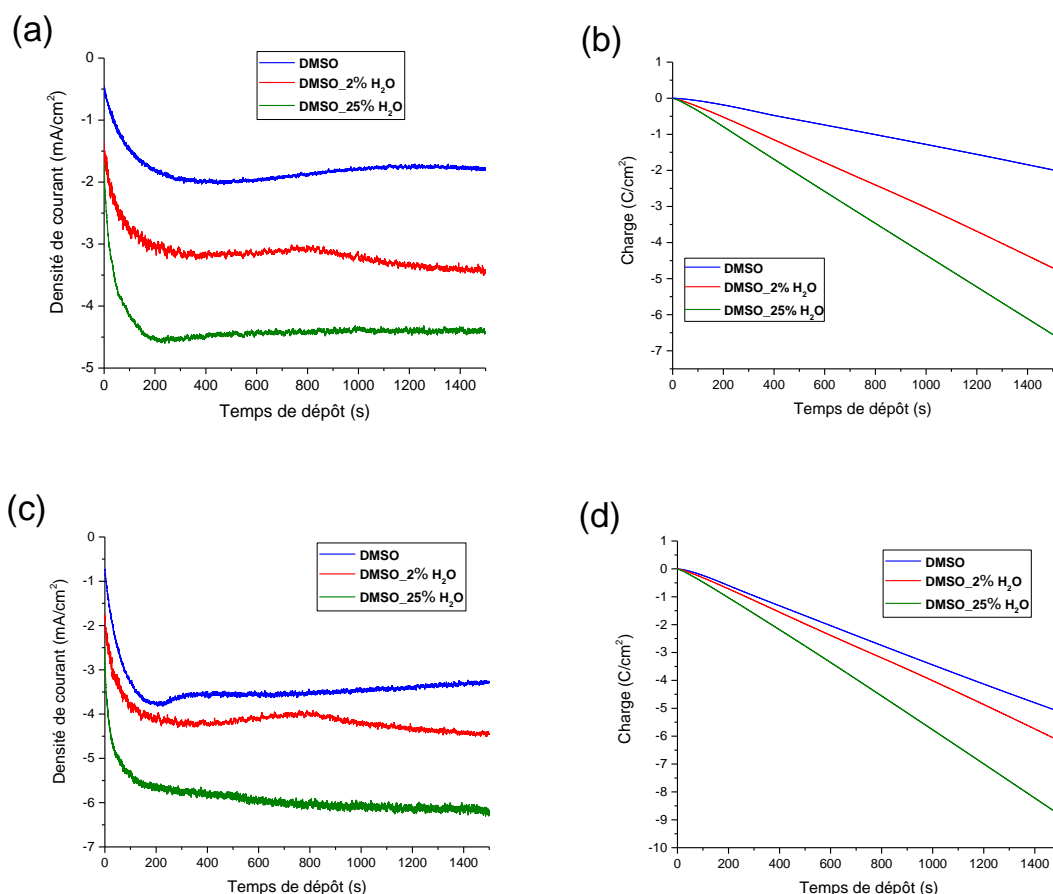 (a)
DMSO
DMSO_2% H2O
DMSO_25% H2O
0
-1
-2
-3
-4
-5
Densité de courant (mA/cm2)
0 200 400 600 800 1000 1200 1400
Temps de dépôt (s)
(b)
1
0
-1
-2
-3
-4
-5
-6
-7
Charge (C/cm2)
DMSO
DMSO_2% H2O
DMSO_25% H2O
0 200 400 600 800 1000 1200 1400
Temps de dépôt (s)
(c)
DMSO
DMSO_2% H2O
DMSO_25% H2O
0
-1
-2
-3
-4
-5
-6
-7
Densité de courant (mA/cm2)
0 200 400 600 800 1000 1200 1400
Temps de dépôt (s)
(d)
1
0
-1
-2
-3
-4
-5
-6
-7
-8
-9
-10
Charge (C/cm2)
DMSO
DMSO_2% H2O
DMSO_25% H2O
0 200 400 600 800 1000 1200 1400
Temps de dépôt (s)